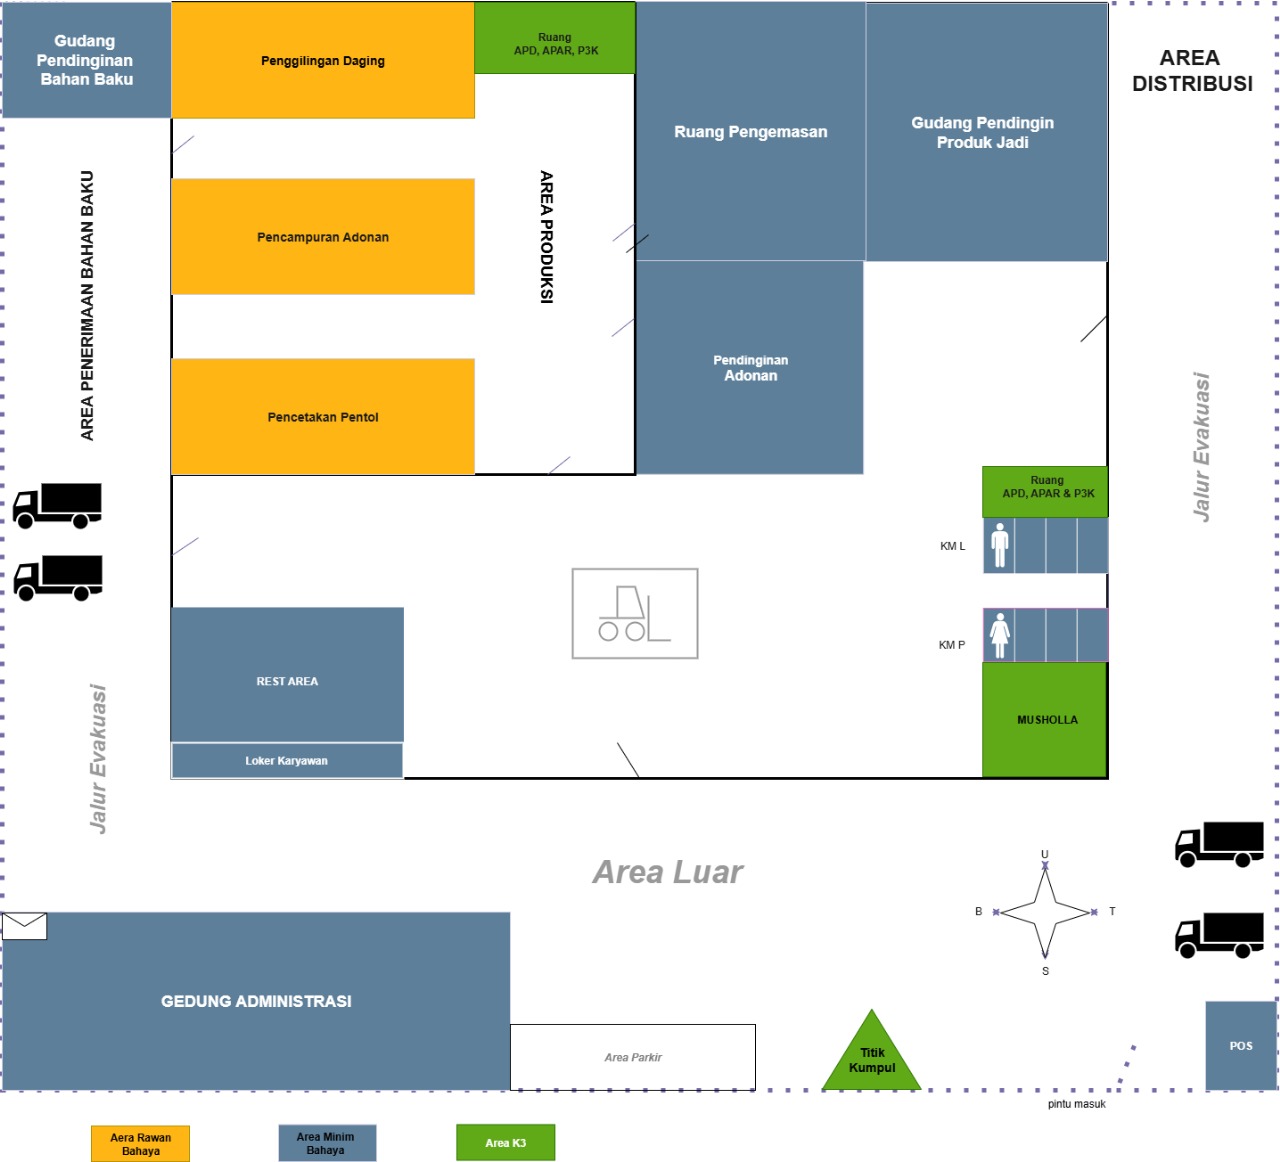 Gudang
Pendinginan
Bahan Baku
Penggilingan Daging
Ruang
APD, APAR, P3K
Ruang Pengemasan
Gudang Pendingin
Produk Jadi
AREA
DISTRIBUSI
AREA PENERIMAAN BAHAN BAKU
Pencampuran Adonan
AREA PRODUKSI
Pendinginan
Adonan
Pencetakan Pentol
Jalur Evakuasi
Ruang
APD, APAR & P3K
KM L
KM P
REST AREA
MUSHOLLA
Loker Karyawan
Jalur Evakuasi
Area Luar
U
B
T
S
GEDUNG ADMINISTRASI
Area Parkir
Titik
Kumpul
POS
pintu masuk
Aera Rawan
Bahaya
Area Minim
Bahaya
Area K3